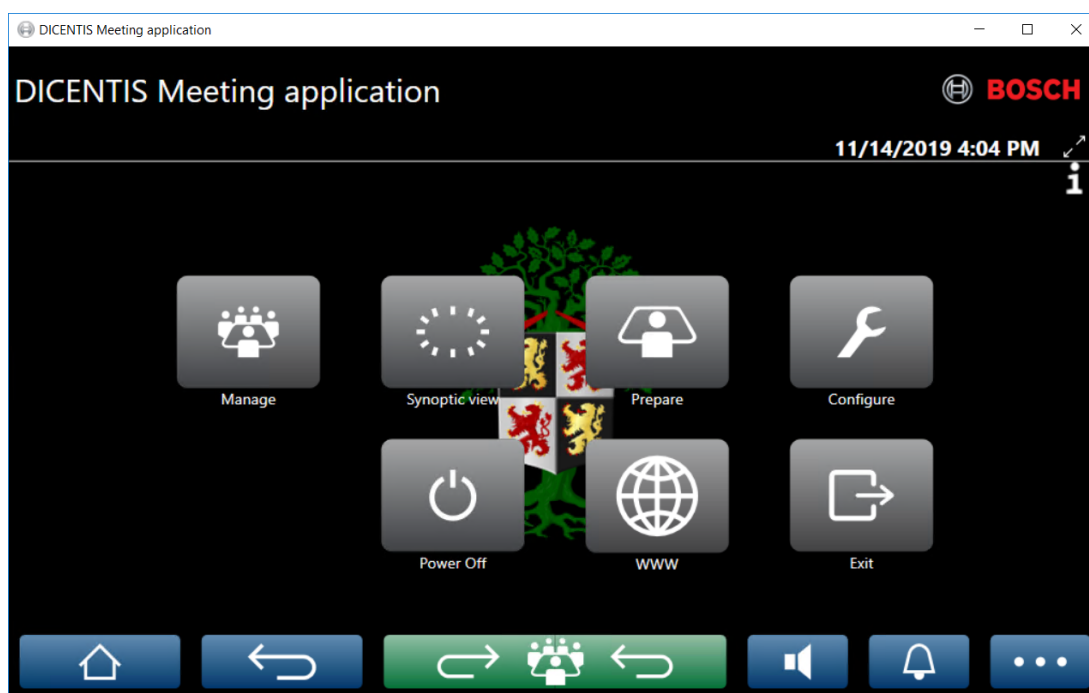 DICENTIS Meeting application
DICENTIS Meeting application
BOSCH
11/14/2019 4:04 PM
i
Manage
Synoptic view
Prepare
Configure
Power Off
WWW
Exit